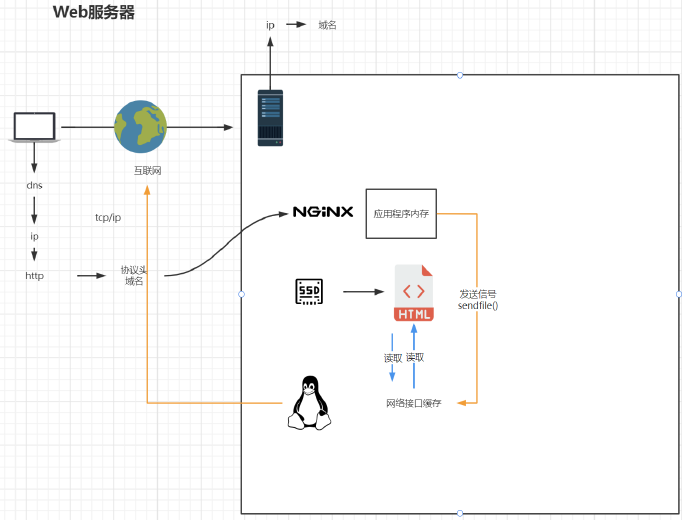 Web服务器
ip
域名
互联网
dns
tcp/ip
ip
http
协议头
域名
NGiNX
应用程序内存
SSD
HTML
发送信号
sendfile()
读取
读取
网络接口缓存